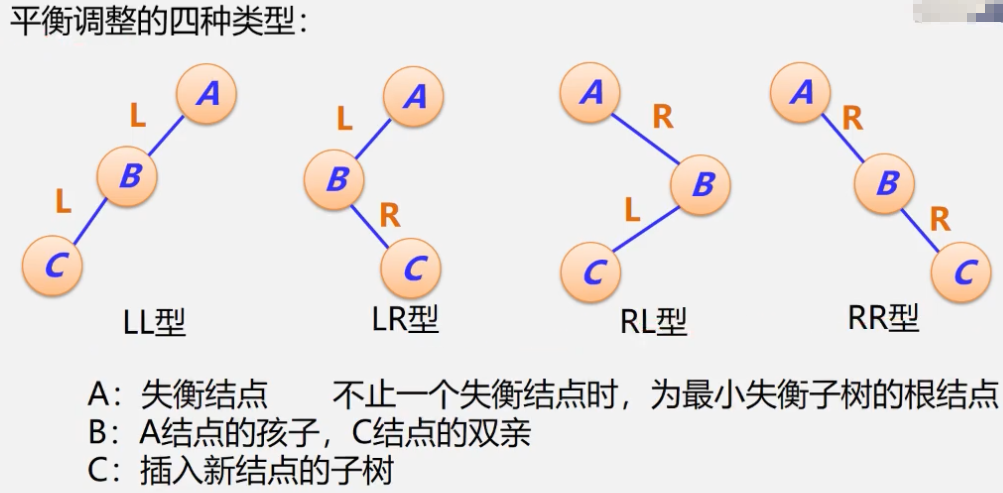 平衡调整的四种类型：
A A A A
L L R R
B B B B
L R L R
C C C C
LL型 LR型 RL型 RR型
A：失衡结点 不止一个失衡结点时，为最小失衡子树的根结点
B：A结点的孩子，C结点的双亲
C：插入新结点的子树